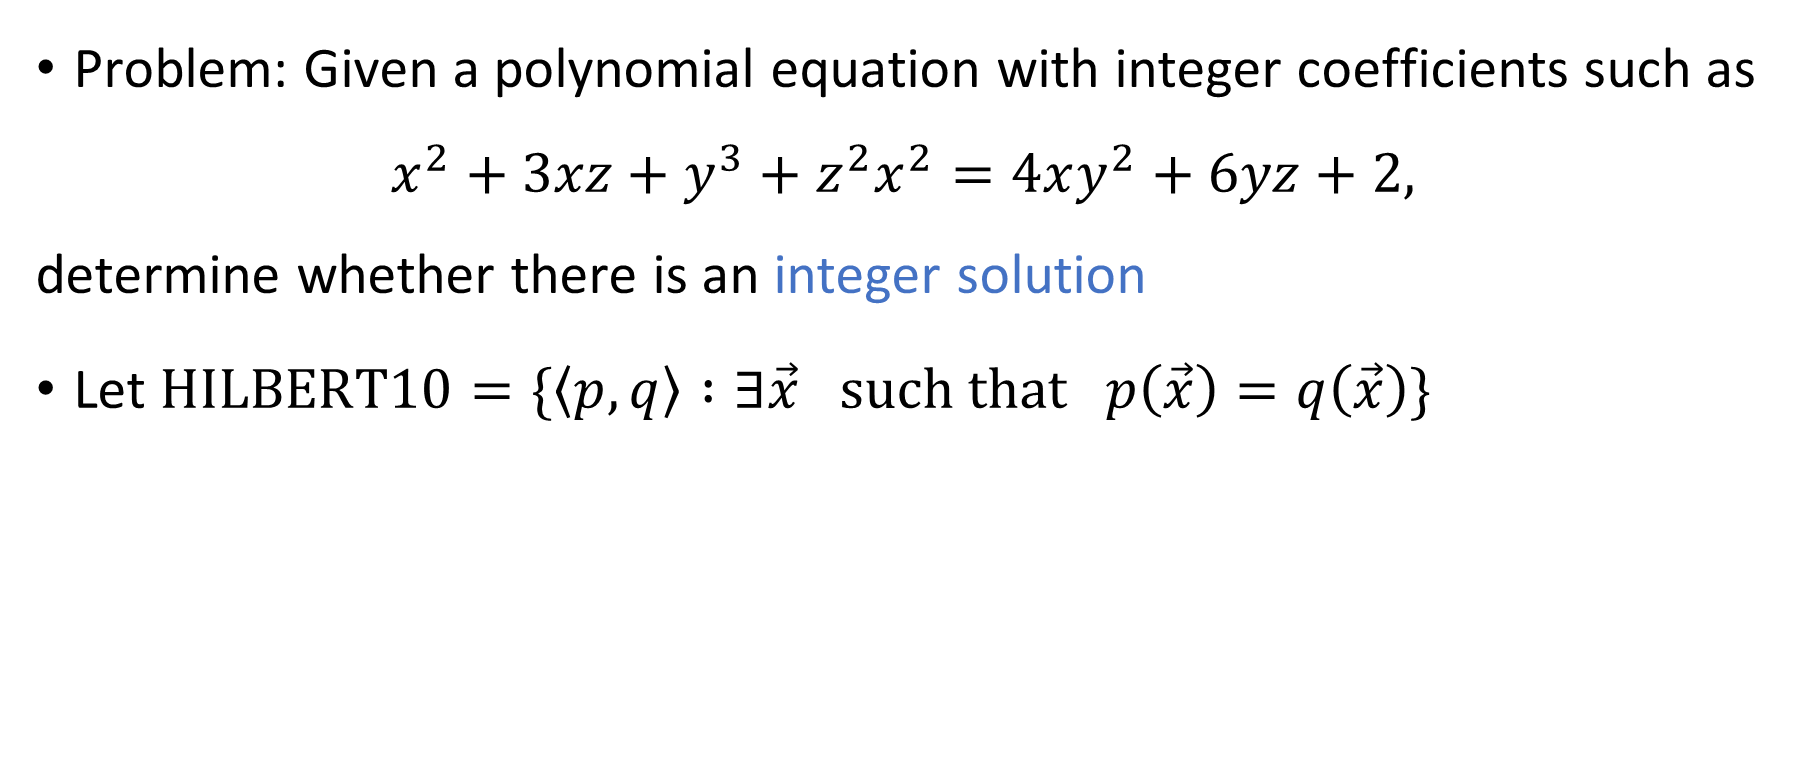 • Problem: Given a polynomial equation with integer coefficients such as
x² + 3xz + y³ + z²x² = 4xy² + 6yz + 2,
determine whether there is an integer solution
• Let HILBERT10 = {⟨p, q⟩ : ∃x⃗ such that p(x⃗) = q(x⃗)}